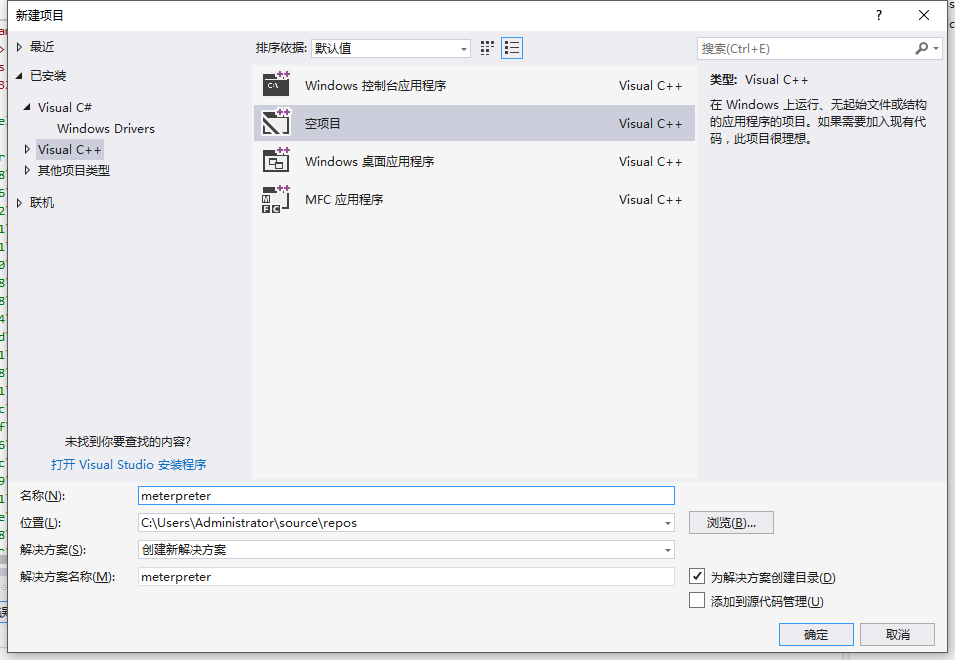 新建项目
?
最近
已安装
Visual C#
Windows Drivers
Visual C++
其他项目类型
联机
未找到你要查找的内容?
打开 Visual Studio 安装程序
排序依据: 默认值
Windows 控制台应用程序 Visual C++
空项目 Visual C++
Windows 桌面应用程序 Visual C++
MFC 应用程序 Visual C++
搜索(Ctrl+E)
类型: Visual C++
在 Windows 上运行、无起始文件或结构
的应用程序的项目。如果需要加入现有代
码，此项目很理想。
名称(N): meterpreter
位置(L): C:\Users\Administrator\source\repos 浏览(B)...
解决方案(S): 创建新解决方案
解决方案名称(M): meterpreter
为解决方案创建目录(D)
添加到源代码管理(U)
确定 取消